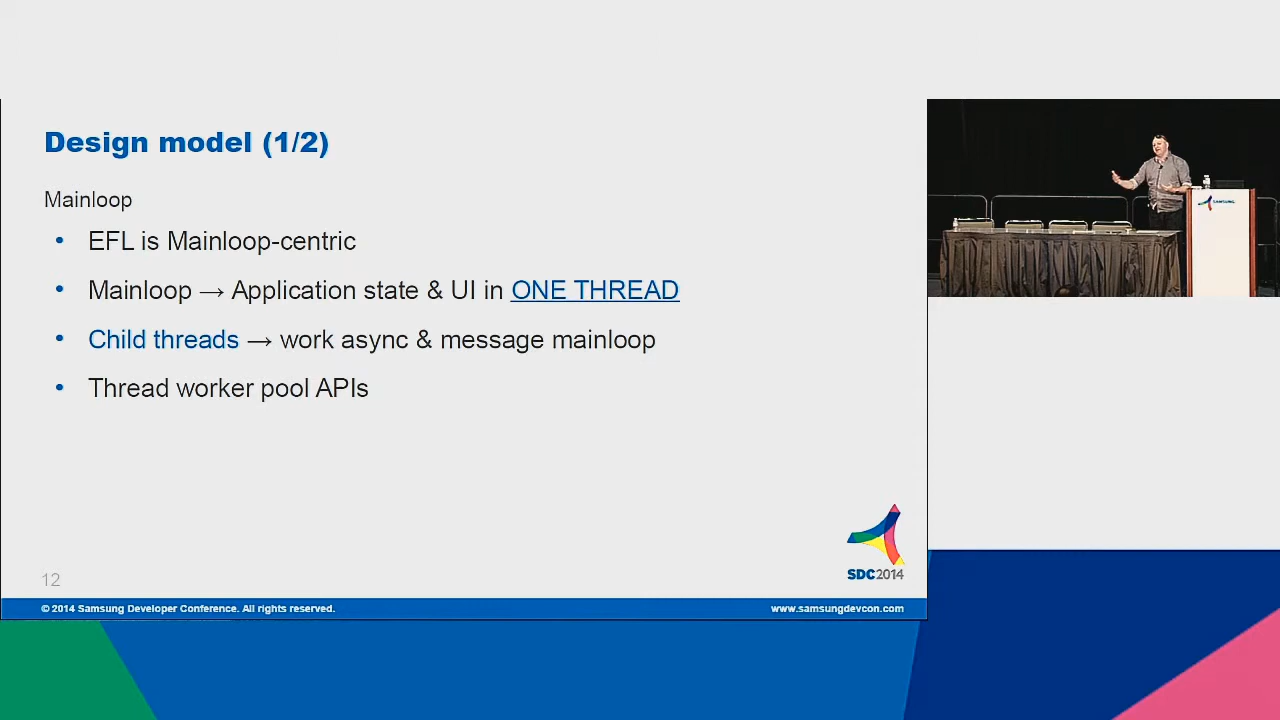 Design model (1/2)
Mainloop
• EFL is Mainloop-centric
• Mainloop → Application state & UI in ONE THREAD
• Child threads → work async & message mainloop
• Thread worker pool APIs
SDC2014
12
© 2014 Samsung Developer Conference. All rights reserved.
www.samsungdevcon.com
SAMSUNG